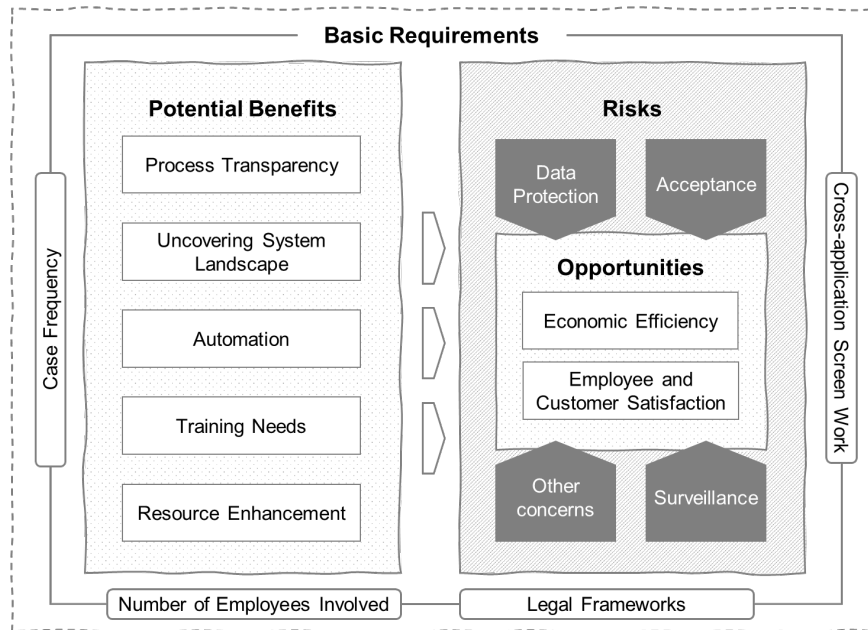 Basic Requirements
Potential Benefits
Process Transparency
Uncovering System
Landscape
Automation
Training Needs
Resource Enhancement
Risks
Data
Protection
Acceptance
Opportunities
Economic Efficiency
Employee and
Customer Satisfaction
Other
concerns
Surveillance
Case Frequency
Cross-application Screen Work
Number of Employees Involved
Legal Frameworks